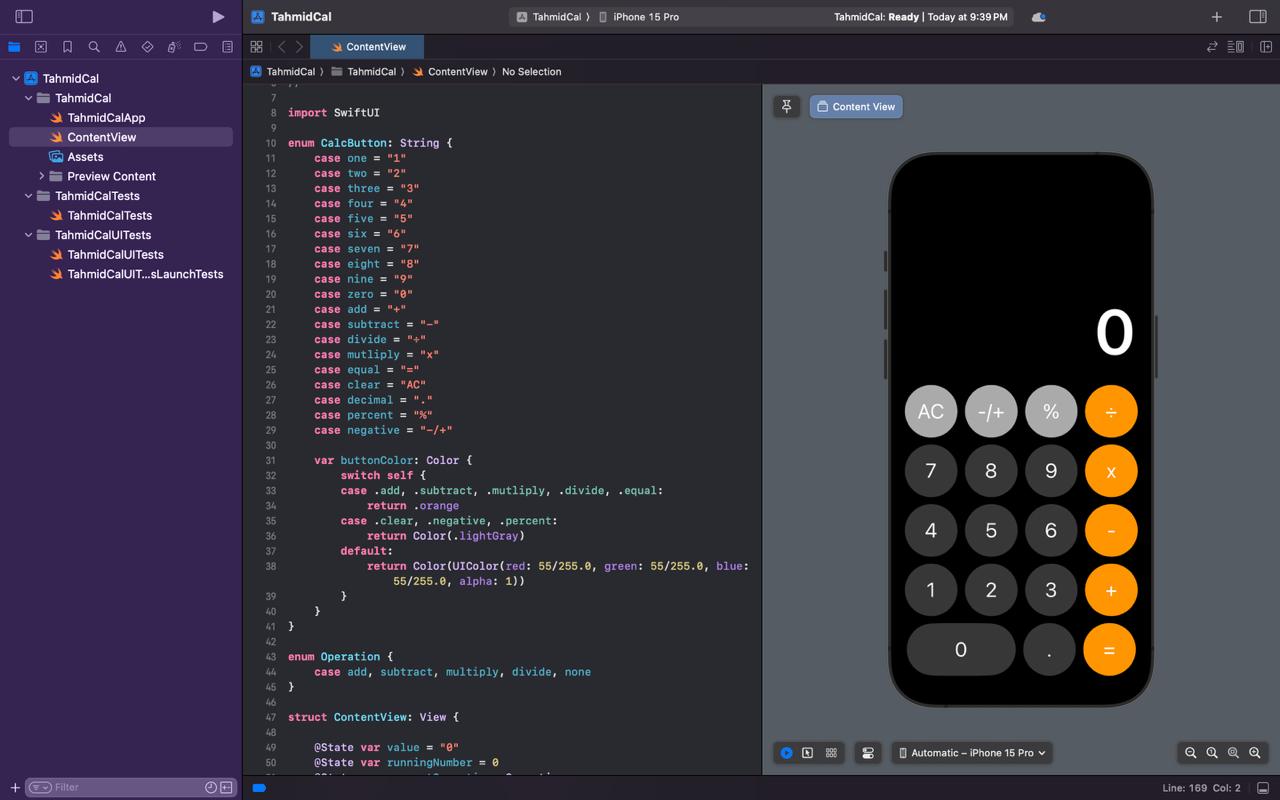 TahmidCal
TahmidCal 〉 iPhone 15 Pro
TahmidCal: Ready | Today at 9:39 PM
ContentView
TahmidCal 〉 TahmidCal 〉 ContentView 〉 No Selection
TahmidCal
TahmidCal
TahmidCalApp
ContentView
Assets
Preview Content
TahmidCalTests
TahmidCalTests
TahmidCalUITests
TahmidCalUITests
TahmidCalUIT...sLaunchTests
Filter
7
8 import SwiftUI
9
10 enum CalcButton: String {
11 case one = "1"
12 case two = "2"
13 case three = "3"
14 case four = "4"
15 case five = "5"
16 case six = "6"
17 case seven = "7"
18 case eight = "8"
19 case nine = "9"
20 case zero = "0"
21 case add = "+"
22 case subtract = "-"
23 case divide = "÷"
24 case mutliply = "x"
25 case equal = "="
26 case clear = "AC"
27 case decimal = "."
28 case percent = "%"
29 case negative = "-/+"
30
31 var buttonColor: Color {
32 switch self {
33 case .add, .subtract, .mutliply, .divide, .equal:
34 return .orange
35 case .clear, .negative, .percent:
36 return Color(.lightGray)
37 default:
38 return Color(UIColor(red: 55/255.0, green: 55/255.0, blue:
55/255.0, alpha: 1))
39 }
40 }
41 }
42
43 enum Operation {
44 case add, subtract, multiply, divide, none
45 }
46
47 struct ContentView: View {
48
49 @State var value = "0"
50 @State var runningNumber = 0
Content View
0
AC -/+ % ÷
7 8 9 x
4 5 6 -
1 2 3 +
0 . =
Automatic – iPhone 15 Pro
Line: 169 Col: 2